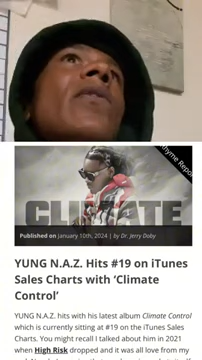 hyme Repor
CLIMATE
Published on January 10th, 2024 | by Dr. Jerry Doby
YUNG N.A.Z. Hits #19 on iTunes
Sales Charts with ‘Climate
Control’
YUNG N.A.Z. hits with his latest album Climate Control
which is currently sitting at #19 on the iTunes Sales
Charts. You might recall I talked about him in 2021
when High Risk dropped and it was all love from my